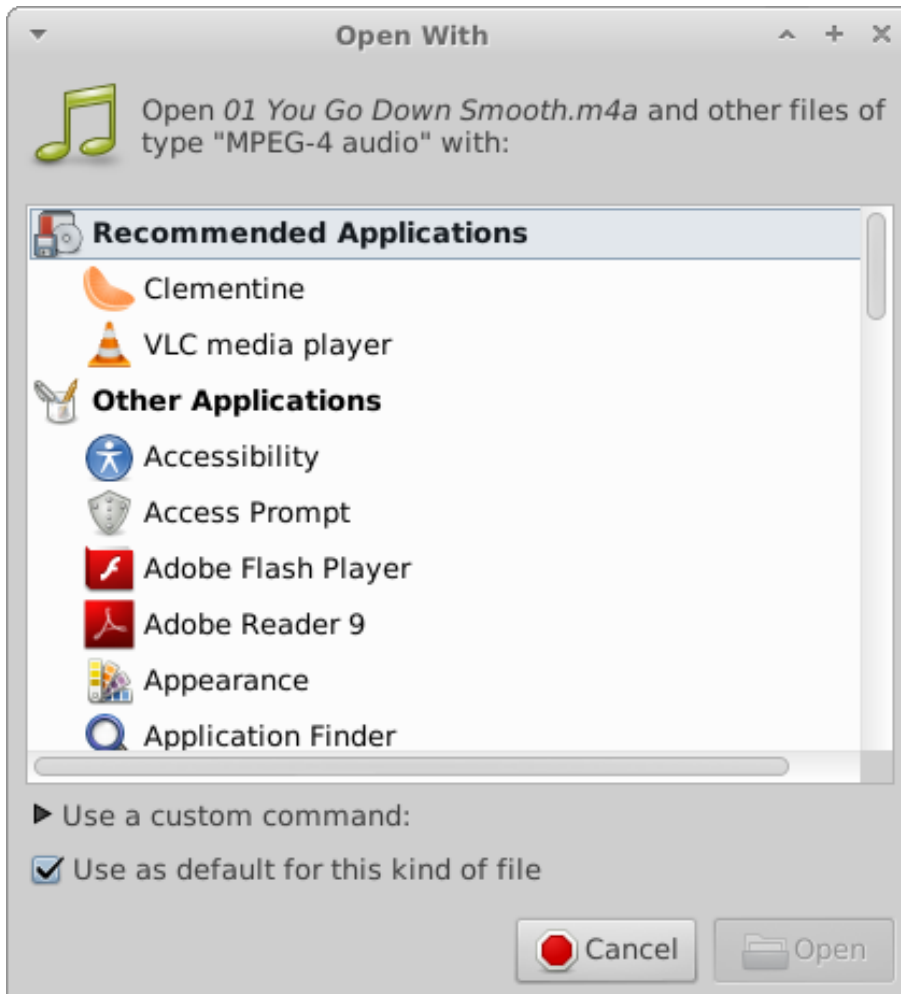 Open With
Open 01 You Go Down Smooth.m4a and other files of
type "MPEG-4 audio" with:
Recommended Applications
Clementine
VLC media player
Other Applications
Accessibility
Access Prompt
Adobe Flash Player
Adobe Reader 9
Appearance
Application Finder
Use a custom command:
Use as default for this kind of file
Cancel
Open